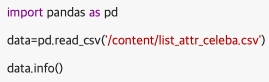 import pandas as pd
data=pd.read_csv('/content/list_attr_celeba.csv')
data.info()